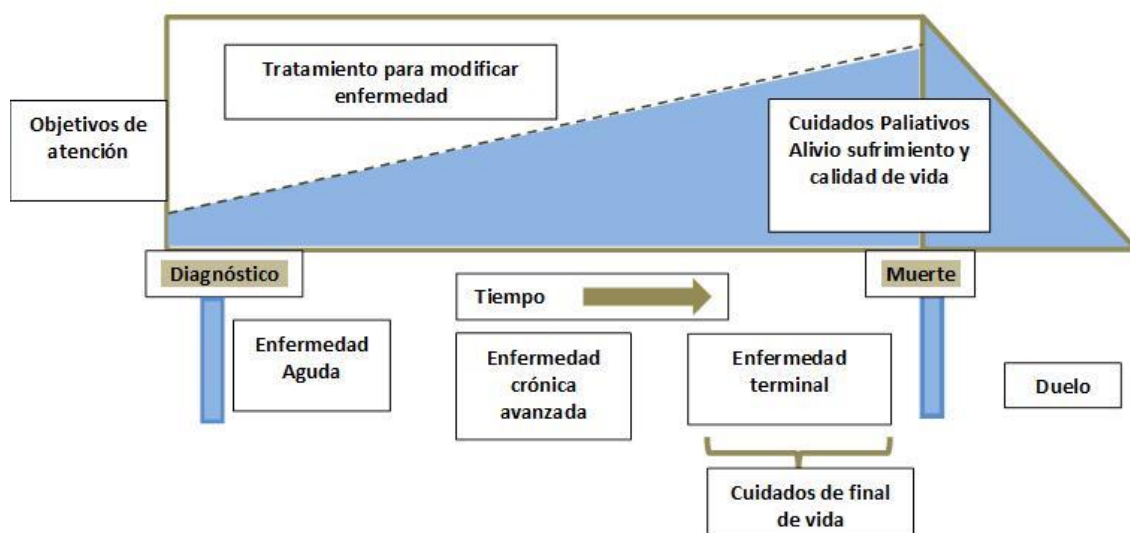 Tratamiento para modificar
enfermedad
Objetivos de
atención
Cuidados Paliativos
Alivio sufrimiento y
calidad de vida
Diagnóstico
Muerte
Tiempo
Enfermedad
Aguda
Enfermedad
crónica
avanzada
Enfermedad
terminal
Duelo
Cuidados de final
de vida